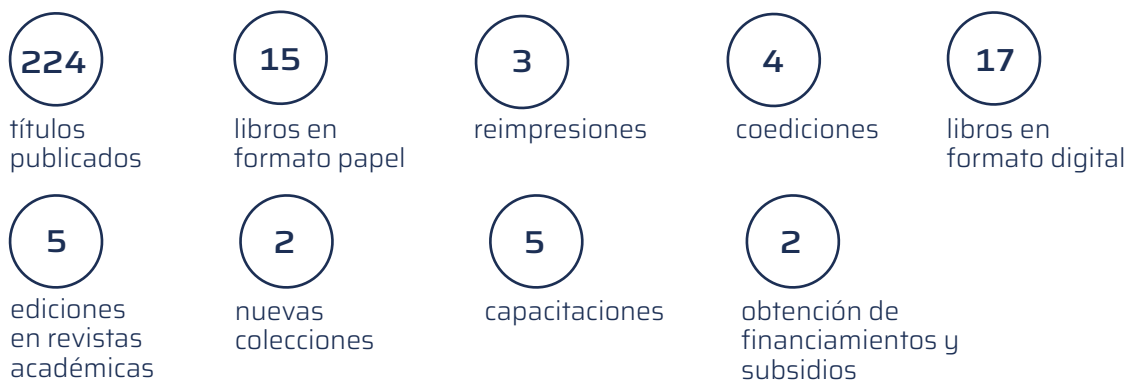 224
títulos
publicados
15
libros en
formato papel
3
reimpresiones
4
coediciones
17
libros en
formato digital
5
ediciones
en revistas
académicas
2
nuevas
colecciones
5
capacitaciones
2
obtención de
financiamientos y
subsidios